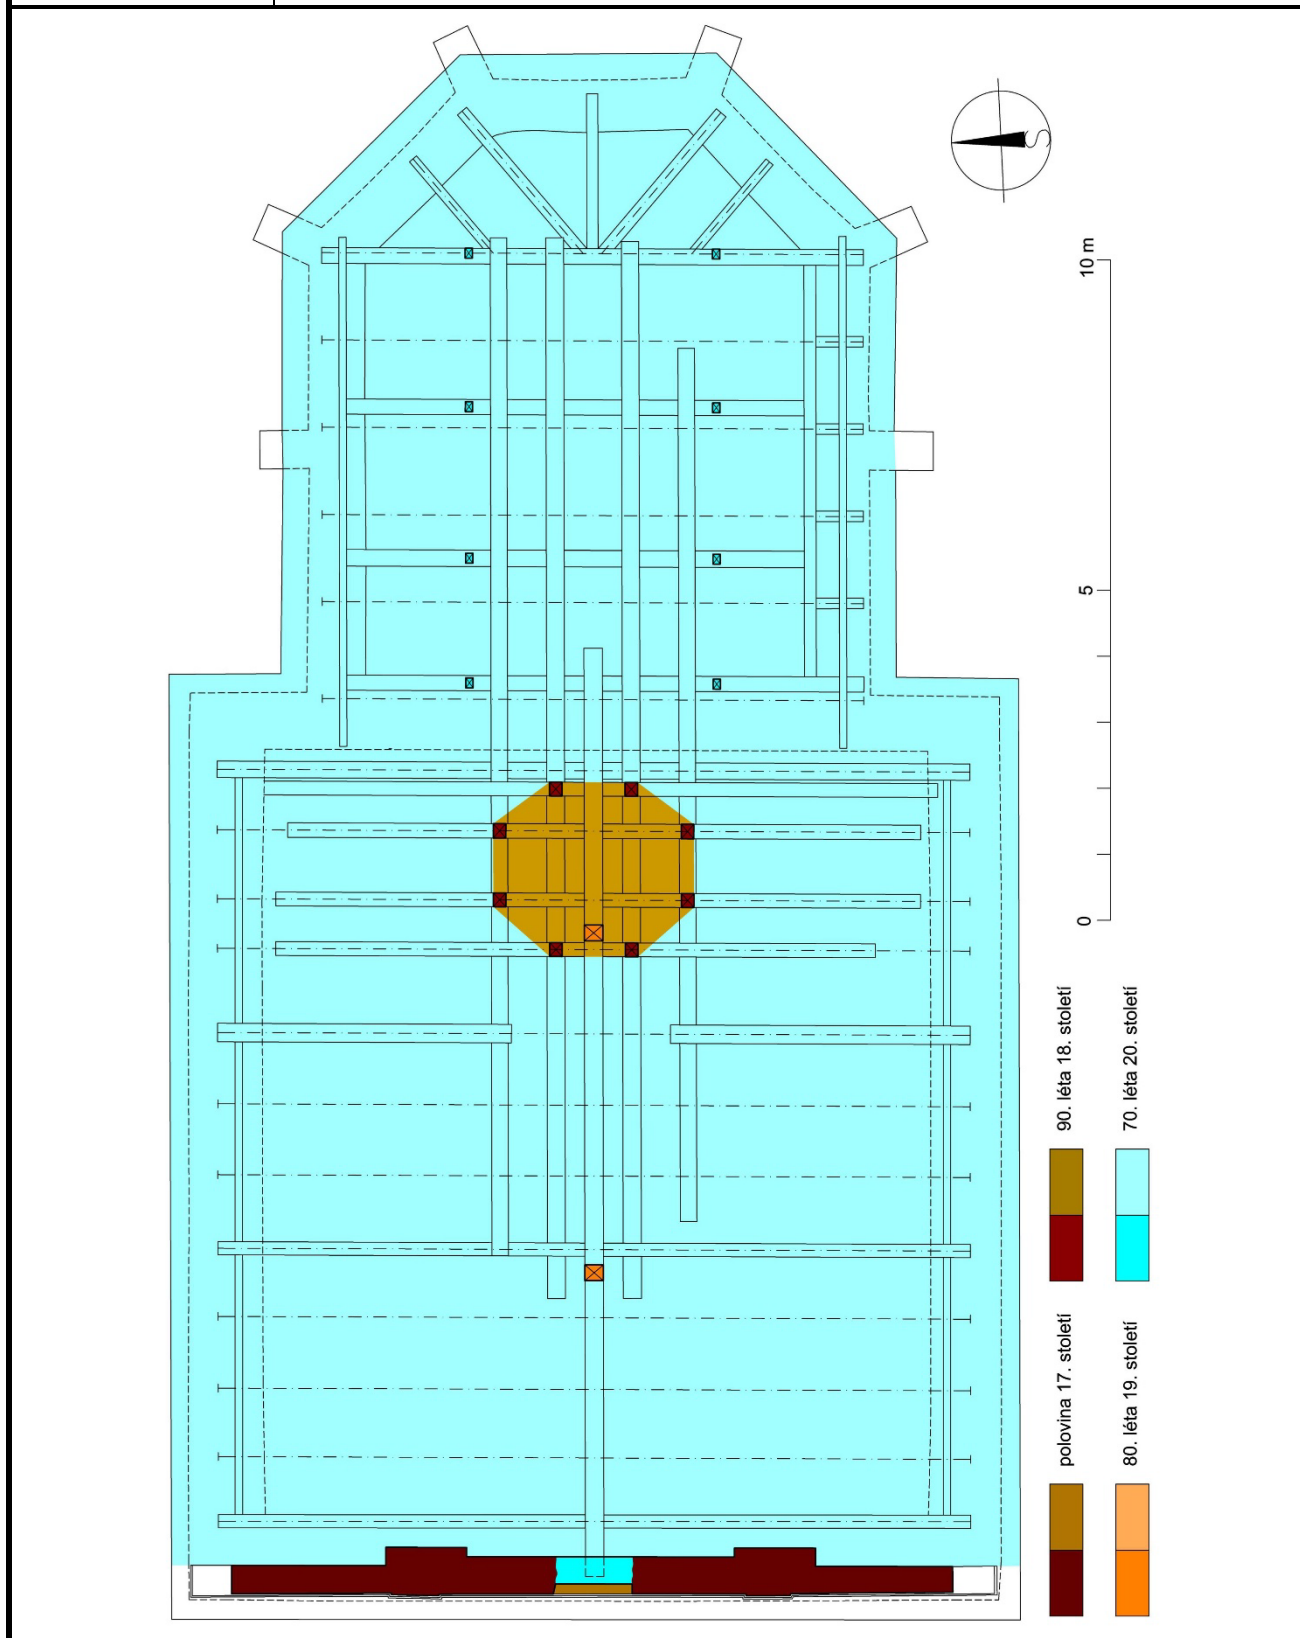 S
10 m
5
0
polovina 17. století
90. léta 18. století
80. léta 19. století
70. léta 20. století